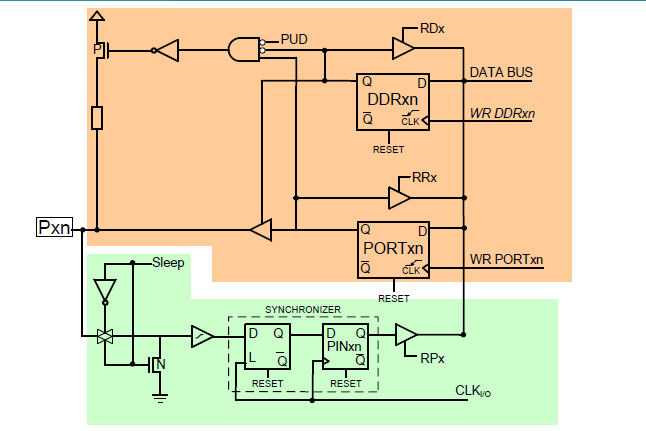 RDx
PUD
P
Q D
DATA BUS
DDRxn
Q CLK
WR DDRxn
RESET
RRx
Pxn
Q D
PORTxn
Q CLK
WR PORTxn
Sleep
RESET
SYNCHRONIZER
D Q D Q
PINxn
L Q Q
N
RPx
RESET RESET
CLK I/O